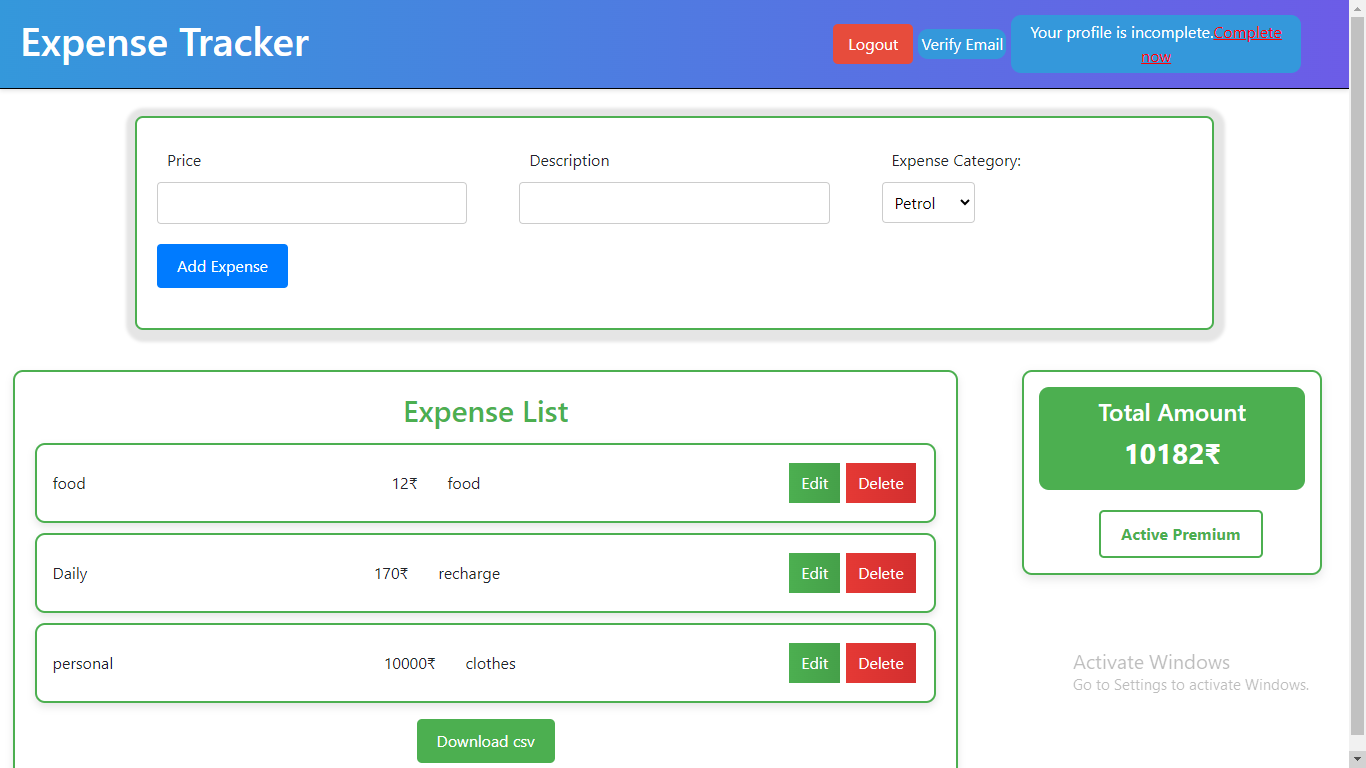 Expense Tracker
Logout
Verify Email
Your profile is incomplete.Complete
now
Price
Description
Expense Category:
Petrol
Add Expense
Expense List
food 12₹ food Edit Delete
Daily 170₹ recharge Edit Delete
personal 10000₹ clothes Edit Delete
Download csv
Total Amount
10182₹
Active Premium
Activate Windows
Go to Settings to activate Windows.